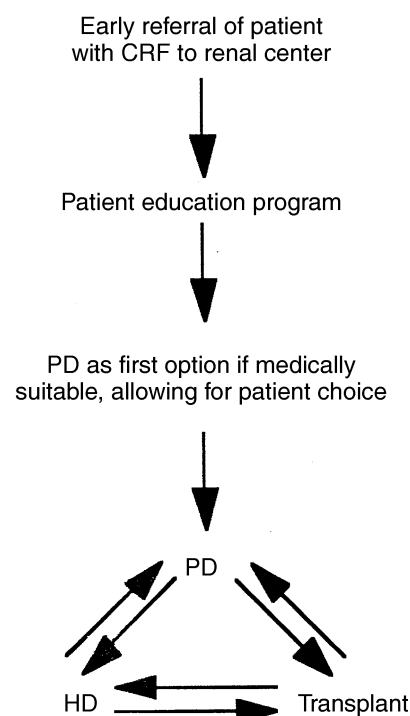 Early referral of patient
with CRF to renal center
Patient education program
PD as first option if medically
suitable, allowing for patient choice
PD
HD
Transplant